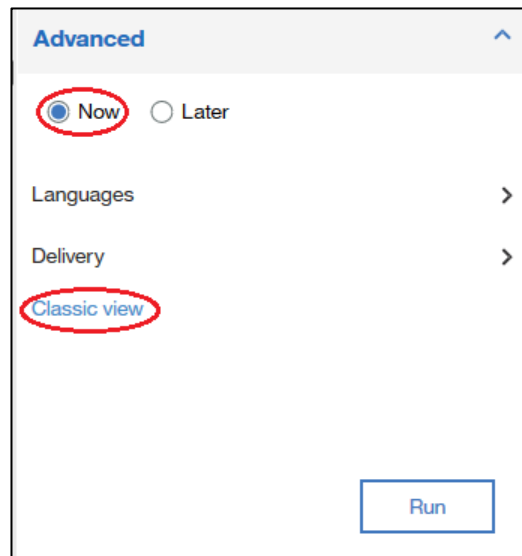 Advanced
Now Later
Languages
Delivery
Classic view
Run